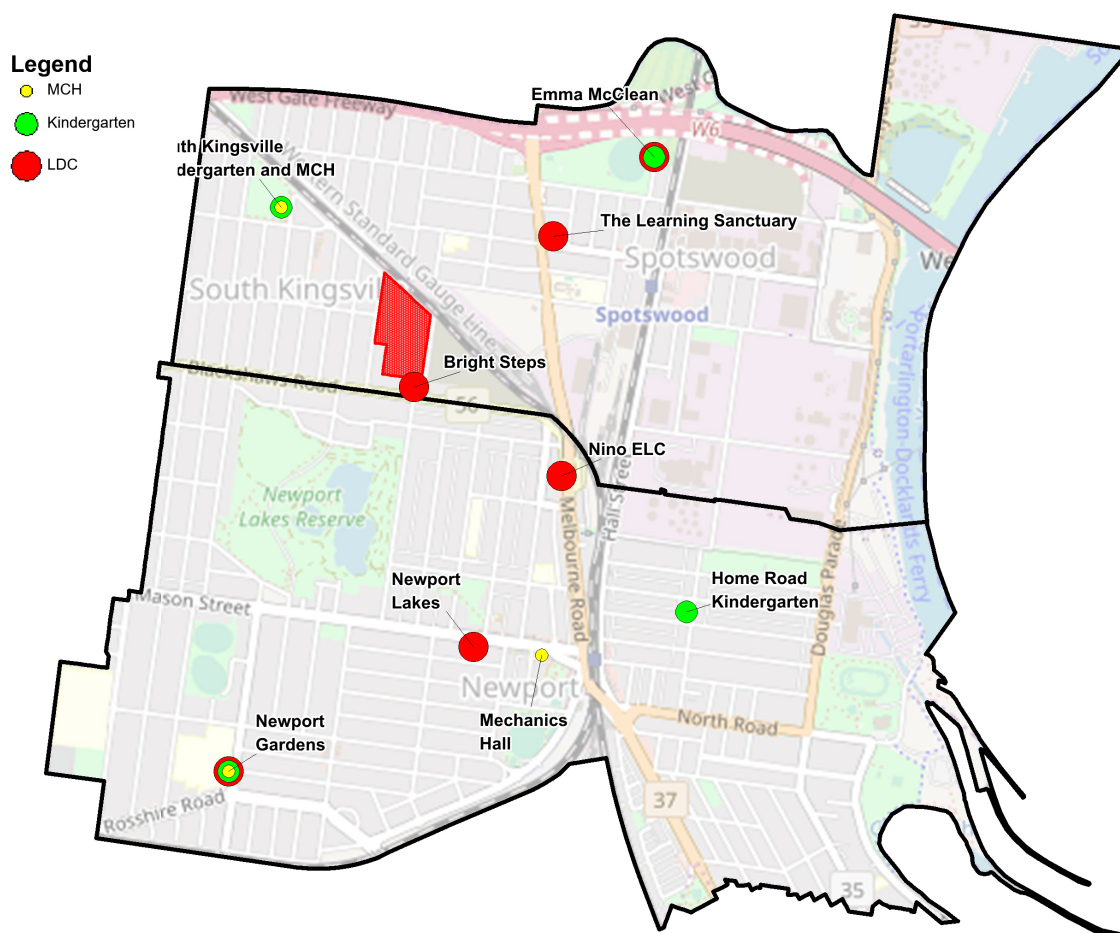 Legend
MCH
Kindergarten
LDC
West Gate Freeway
Emma McClean
W6
th Kingsville
dergarten and MCH
Western Standard Gauge Line
The Learning Sanctuary
Spotswood
We
South Kingsvil
Spotswood
Portarlington-Docklands Ferry
Bright Steps
Blackshaws Road
56
Nino ELC
Hall Street
Newport
Lakes Reserve
Melbourne Road
Douglas Parade
Newport
Lakes
Home Road
Kindergarten
Mason Street
Newport
Mechanics
Hall
North Road
Newport
Gardens
Rosshire Road
37
35